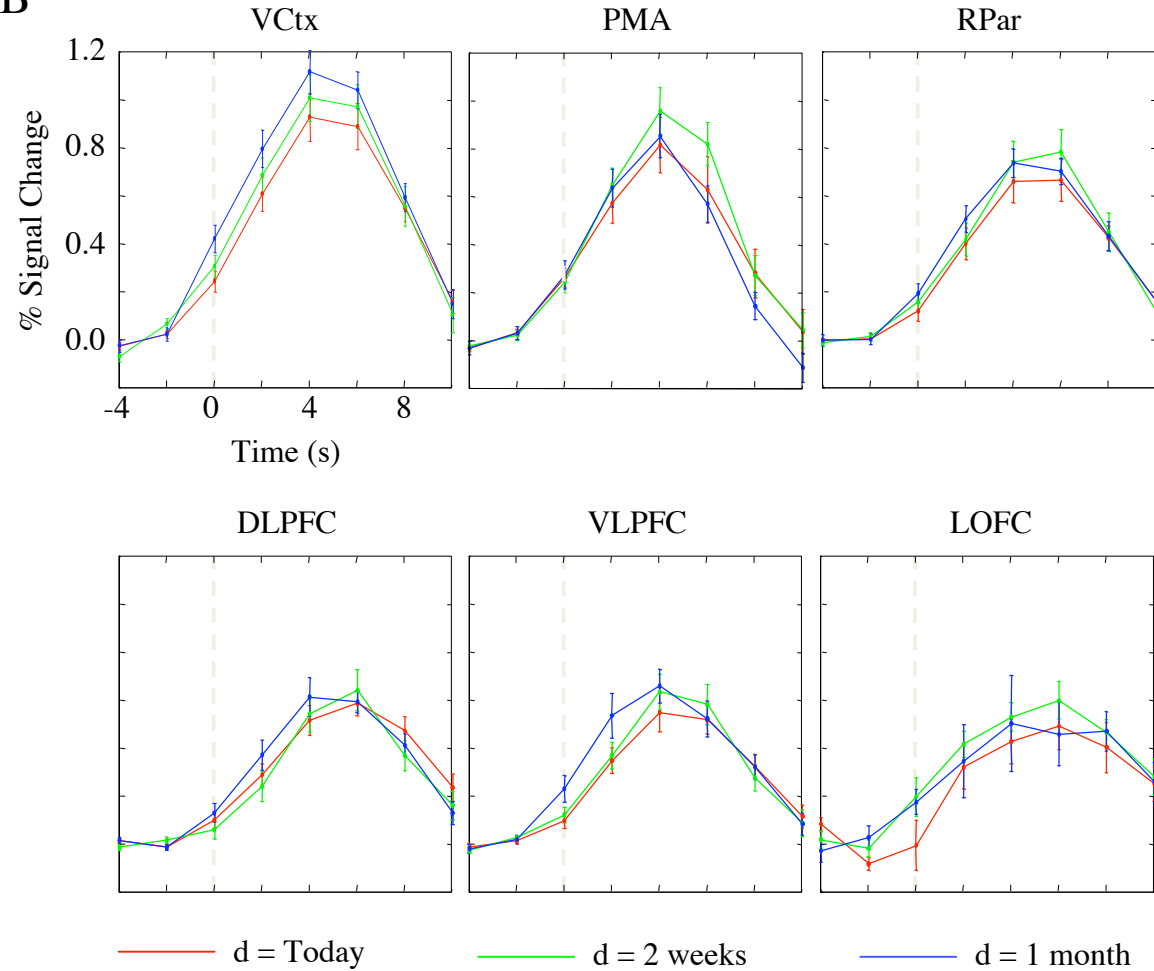 B
VCtx PMA RPar
1.2
0.8
0.4
0.0
% Signal Change
-4 0 4 8
Time (s)
DLPFC VLPFC LOFC
d = Today d = 2 weeks d = 1 month